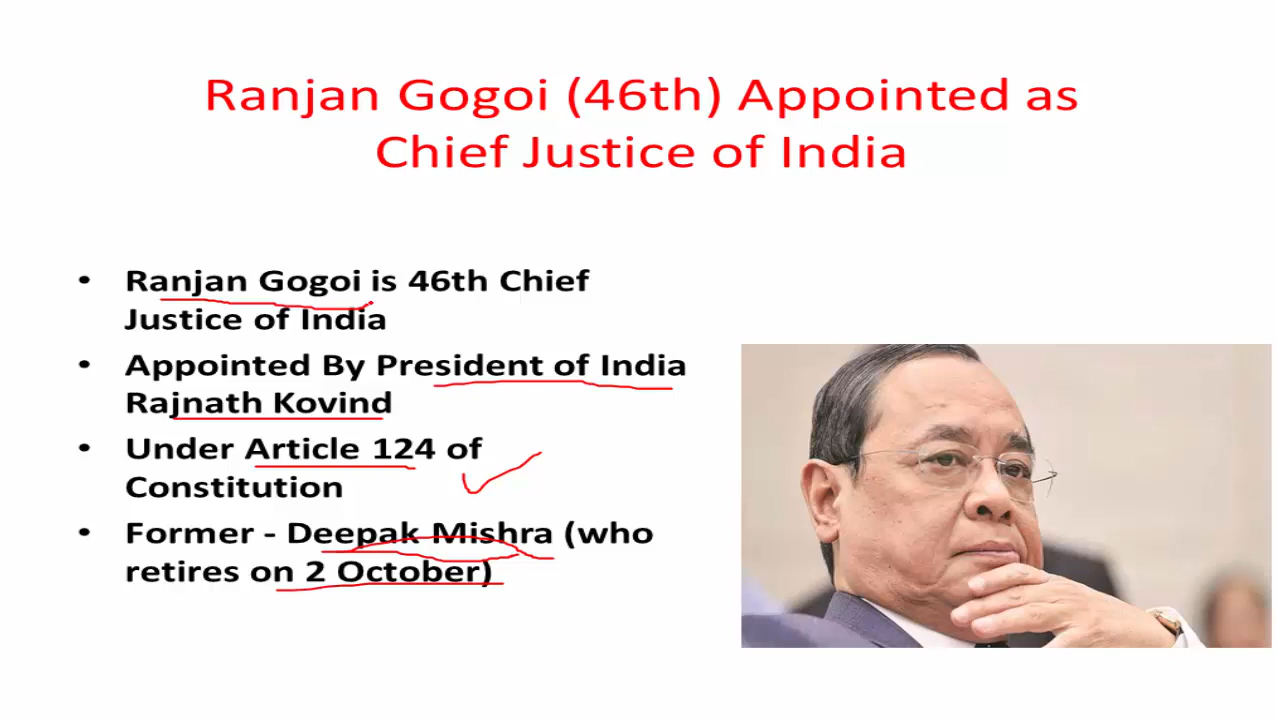 Ranjan Gogoi (46th) Appointed as
Chief Justice of India
• Ranjan Gogoi is 46th Chief
Justice of India
• Appointed By President of India
Rajnath Kovind
• Under Article 124 of
Constitution
• Former - Deepak Mishra (who
retires on 2 October)